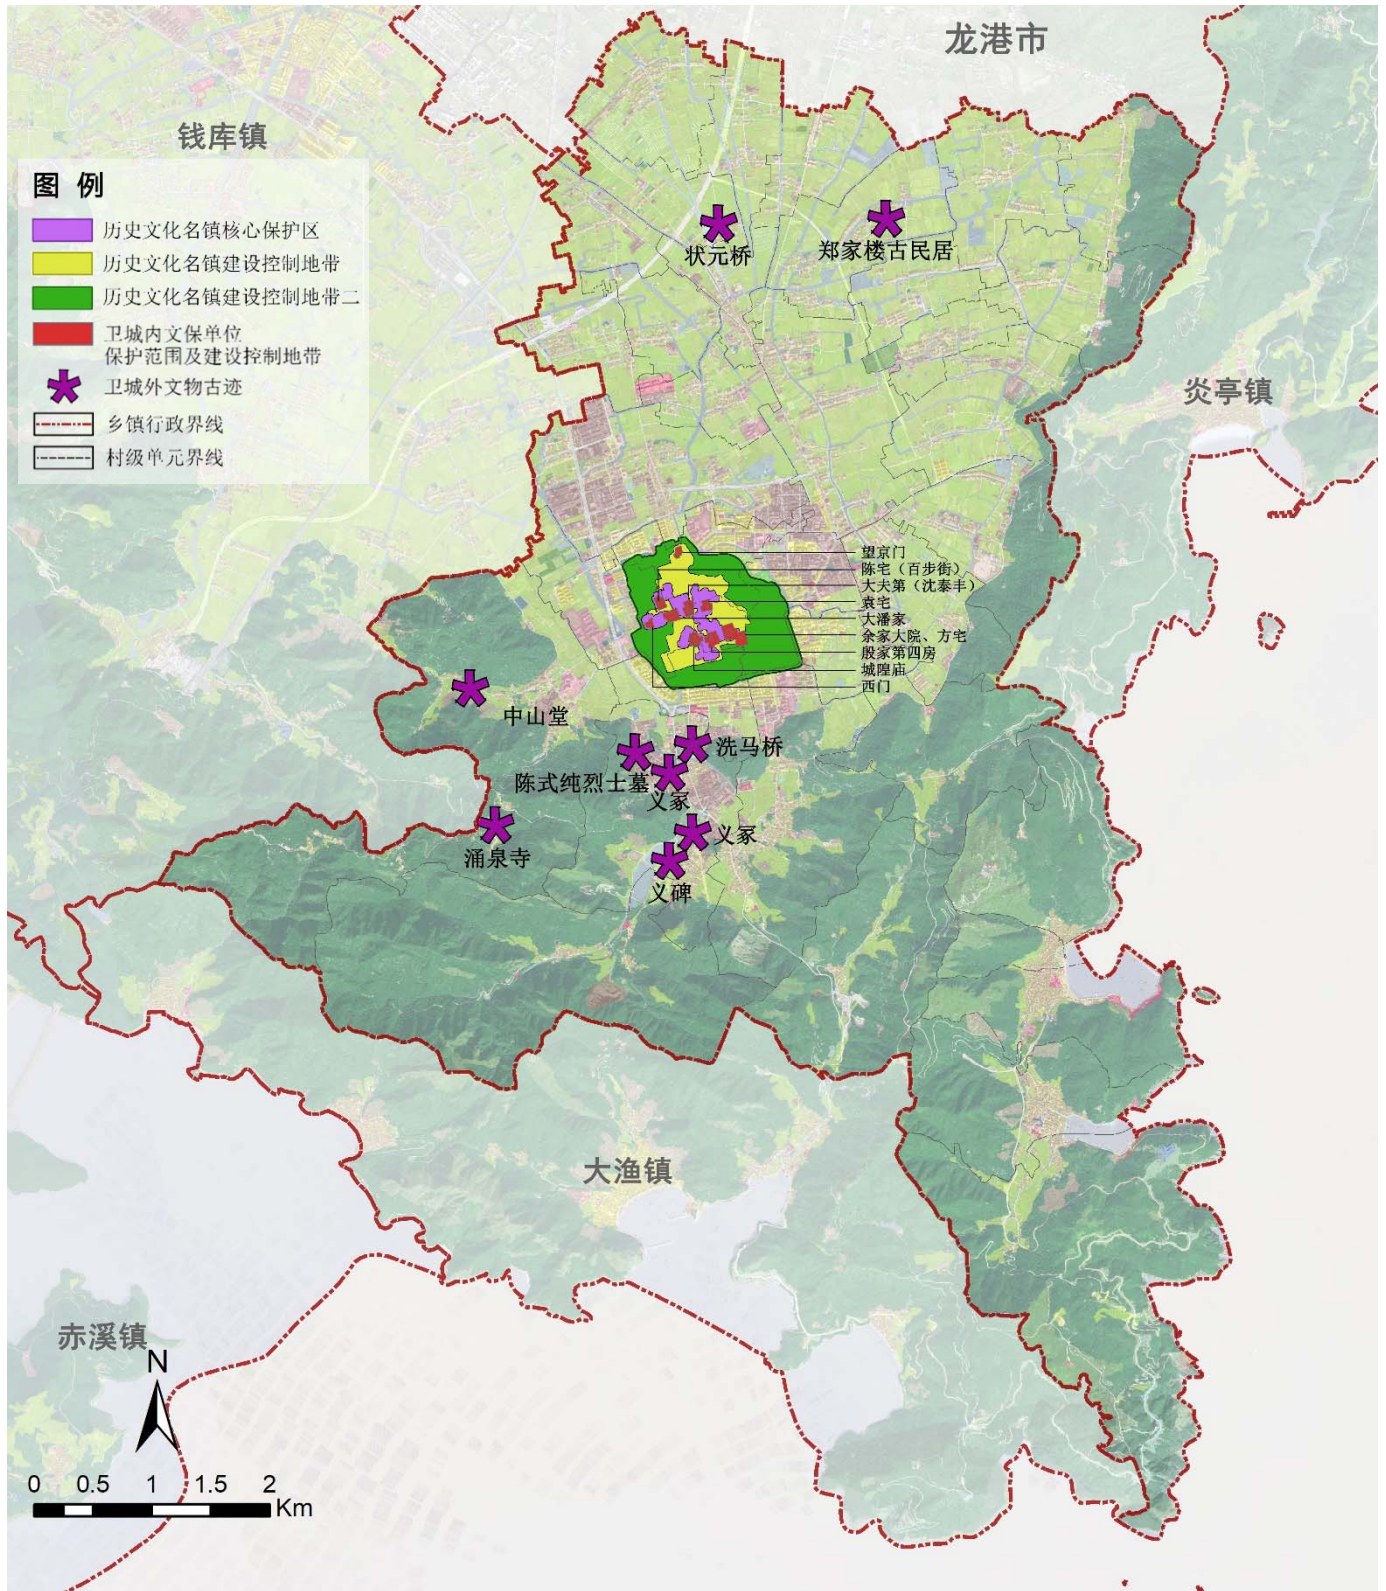 龙港市
钱库镇
图 例
历史文化名镇核心保护区
历史文化名镇建设控制地带
历史文化名镇建设控制地带二
卫城内文保单位
保护范围及建设控制地带
卫城外文物古迹
乡镇行政界线
村级单元界线
状元桥
郑家楼古民居
炎亭镇
望京门
陈宅（百步街）
大夫第（沈泰丰）
袁宅
大潘家
余家大院、方宅
殷家第四房
城隍庙
西门
中山堂
洗马桥
陈式纯烈士墓
义冢
义冢
涌泉寺
义碑
大渔镇
赤溪镇
N
0 0.5 1 1.5 2
Km